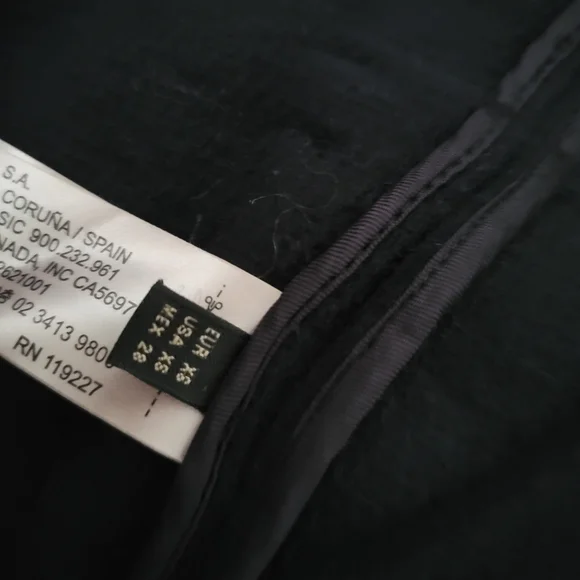 S.A.
CORUÑA / SPAIN
SIC 900.232.961
NADA, INC CA5697
0621001
02 3413 980
RN 119227
EUR XS
USA XS
MEX 28